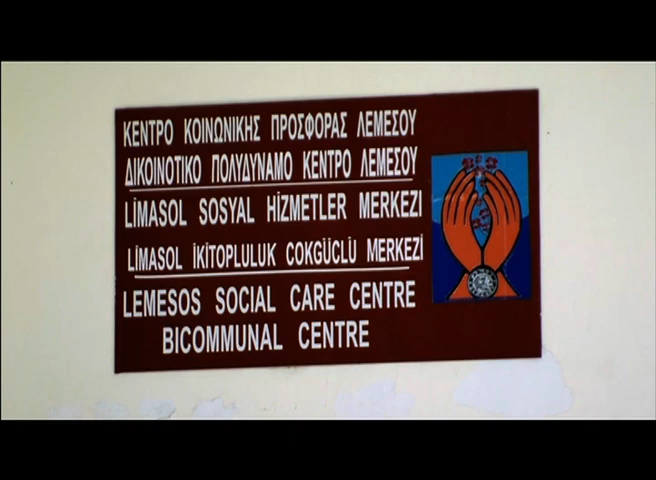 ΚΕΝΤΡΟ ΚΟΙΝΩΝΙΚΗΣ ΠΡΟΣΦΟΡΑΣ ΛΕΜΕΣΟΥ
ΔΙΚΟΙΝΟΤΙΚΟ ΠΟΛΥΔΥΝΑΜΟ ΚΕΝΤΡΟ ΛΕΜΕΣΟΥ
LİMASOL SOSYAL HİZMETLER MERKEZI
LİMASOL İKİTOPLULUK COKGÜCLÜ MERKEZİ
LEMESOS SOCIAL CARE CENTRE
BICOMMUNAL CENTRE